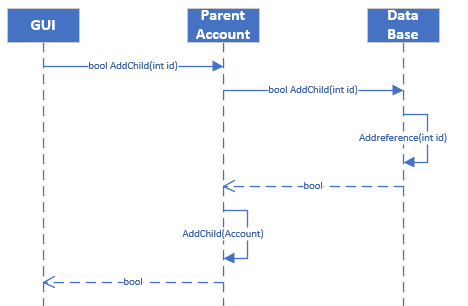 GUI
Parent
Account
Data
Base
bool AddChild(int id)
bool AddChild(int id)
Addreference(int id)
bool
AddChild(Account)
bool